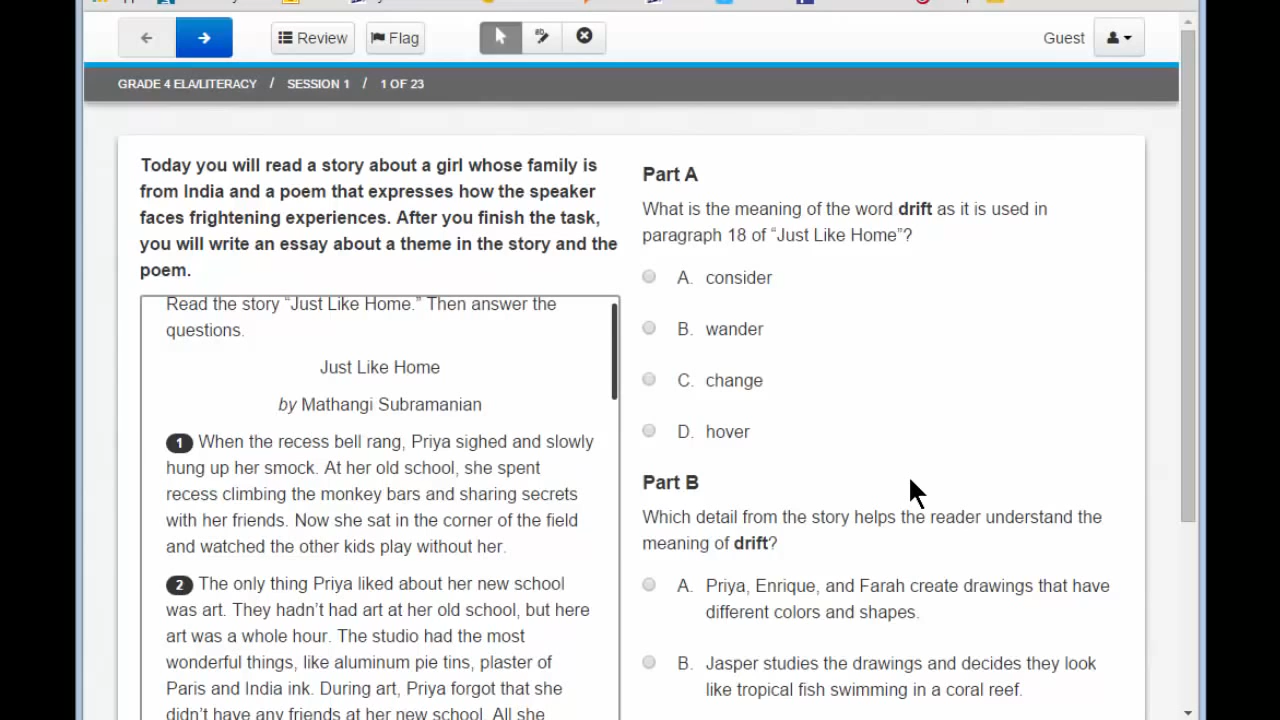 Review
Flag
Guest
GRADE 4 ELA/LITERACY / SESSION 1 / 1 OF 23
Today you will read a story about a girl whose family is
from India and a poem that expresses how the speaker
faces frightening experiences. After you finish the task,
you will write an essay about a theme in the story and the
poem.
Read the story “Just Like Home.” Then answer the
questions.
Just Like Home
by Mathangi Subramanian
1 When the recess bell rang, Priya sighed and slowly
hung up her smock. At her old school, she spent
recess climbing the monkey bars and sharing secrets
with her friends. Now she sat in the corner of the field
and watched the other kids play without her.
2 The only thing Priya liked about her new school
was art. They hadn’t had art at her old school, but here
art was a whole hour. The studio had the most
wonderful things, like aluminum pie tins, plaster of
Paris and India ink. During art, Priya forgot that she
didn’t have any friends at her new school. All she
Part A
What is the meaning of the word drift as it is used in
paragraph 18 of “Just Like Home”?
A. consider
B. wander
C. change
D. hover
Part B
Which detail from the story helps the reader understand the
meaning of drift?
A. Priya, Enrique, and Farah create drawings that have
different colors and shapes.
B. Jasper studies the drawings and decides they look
like tropical fish swimming in a coral reef.